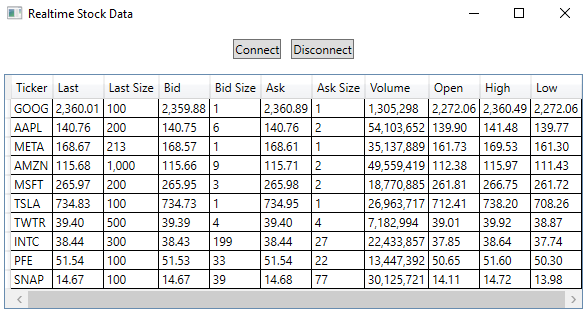 Realtime Stock Data
Connect Disconnect
Ticker Last Last Size Bid Bid Size Ask Ask Size Volume Open High Low
GOOG 2,360.01 100 2,359.88 1 2,360.89 1 1,305,298 2,272.06 2,360.49 2,272.06
AAPL 140.76 200 140.75 6 140.76 2 54,103,652 139.90 141.48 139.77
META 168.67 213 168.57 1 168.61 1 35,137,889 161.73 169.53 161.30
AMZN 115.68 1,000 115.66 9 115.71 2 49,559,419 112.38 115.97 111.43
MSFT 265.97 200 265.95 3 265.98 2 18,770,885 261.81 266.75 261.72
TSLA 734.83 100 734.73 1 734.95 1 26,963,717 712.41 738.20 708.26
TWTR 39.40 500 39.39 4 39.40 4 7,182,994 39.01 39.92 38.87
INTC 38.44 300 38.43 199 38.44 27 22,433,857 37.85 38.64 37.74
PFE 51.54 100 51.53 33 51.54 22 13,447,392 50.65 51.60 50.30
SNAP 14.67 100 14.67 39 14.68 77 30,125,721 14.11 14.72 13.98